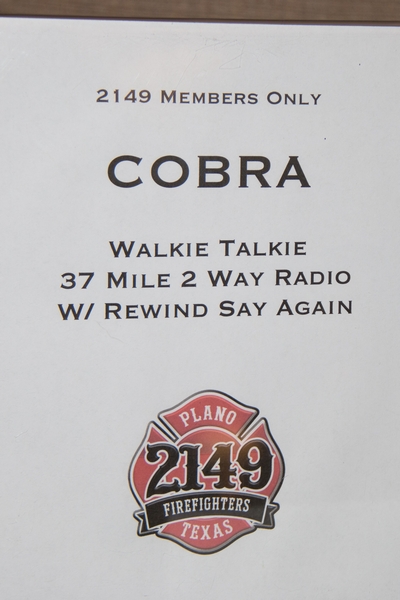 2149 Members Only
COBRA
Walkie Talkie
37 Mile 2 Way Radio
w/ Rewind Say Again
PLANO
2149
FIREFIGHTERS
TEXAS